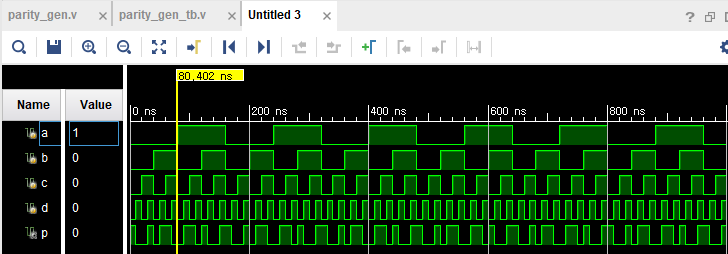 parity_gen.v × parity_gen_tb.v × Untitled 3 ×
80,402 ns
Name Value
0 ns 200 ns 400 ns 600 ns 800 ns
a 1
b 0
c 0
d 0
p 0